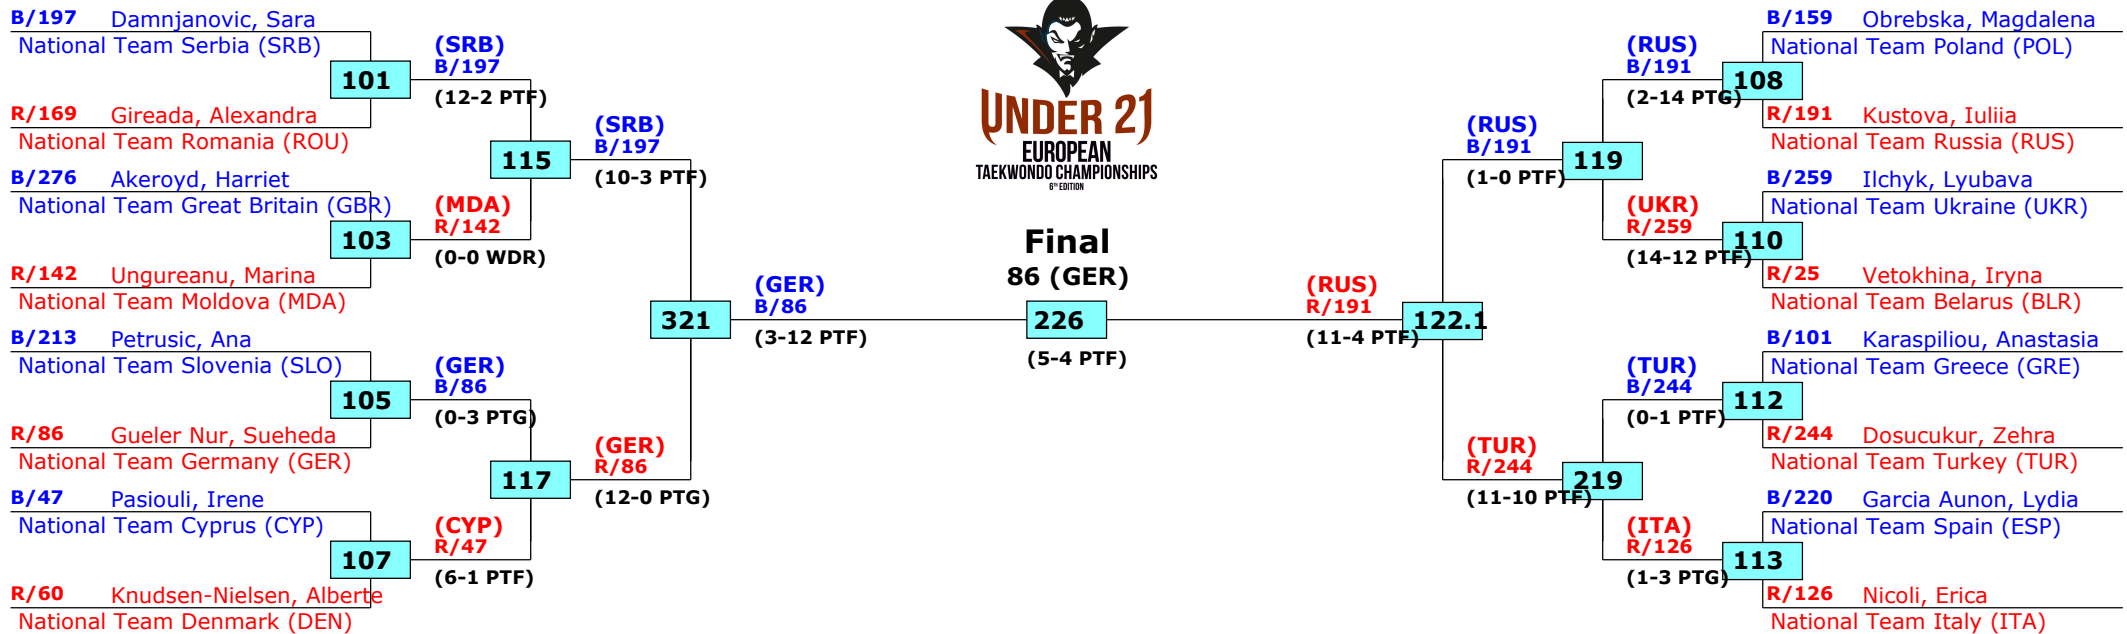 B/197 Damnjanovic, Sara
National Team Serbia (SRB)
101
R/169 Gireada, Alexandra
National Team Romania (ROU)
B/276 Akeroyd, Harriet
National Team Great Britain (GBR)
103
R/142 Ungureanu, Marina
National Team Moldova (MDA)
B/213 Petrusic, Ana
National Team Slovenia (SLO)
105
R/86 Gueler Nur, Sueheda
National Team Germany (GER)
B/47 Pasiouli, Irene
National Team Cyprus (CYP)
107
R/60 Knudsen-Nielsen, Alberte
National Team Denmark (DEN)
(SRB)
B/197
(12-2 PTF)
115
(MDA)
R/142
(0-0 WDR)
(GER)
B/86
(0-3 PTG)
117
(CYP)
R/47
(6-1 PTF)
(SRB)
B/197
(10-3 PTF)
321
(GER)
R/86
(12-0 PTG)
(GER)
B/86
(3-12 PTF)
UNDER 21
EUROPEAN
TAEKWONDO CHAMPIONSHIPS
6TH EDITION
Final
86 (GER)
226
(5-4 PTF)
(RUS)
R/191
(11-4 PTF)
122.1
(RUS)
B/191
(1-0 PTF)
119
(TUR)
R/244
(11-10 PTF)
219
(RUS)
B/191
(2-14 PTG)
108
(UKR)
R/259
(14-12 PTF)
110
(TUR)
B/244
(0-1 PTF)
112
(ITA)
R/126
(1-3 PTG)
113
B/159 Obrebska, Magdalena
National Team Poland (POL)
R/191 Kustova, Iuliia
National Team Russia (RUS)
B/259 Ilchyk, Lyubava
National Team Ukraine (UKR)
R/25 Vetokhina, Iryna
National Team Belarus (BLR)
B/101 Karaspiliou, Anastasia
National Team Greece (GRE)
R/244 Dosucukur, Zehra
National Team Turkey (TUR)
B/220 Garcia Aunon, Lydia
National Team Spain (ESP)
R/126 Nicoli, Erica
National Team Italy (ITA)